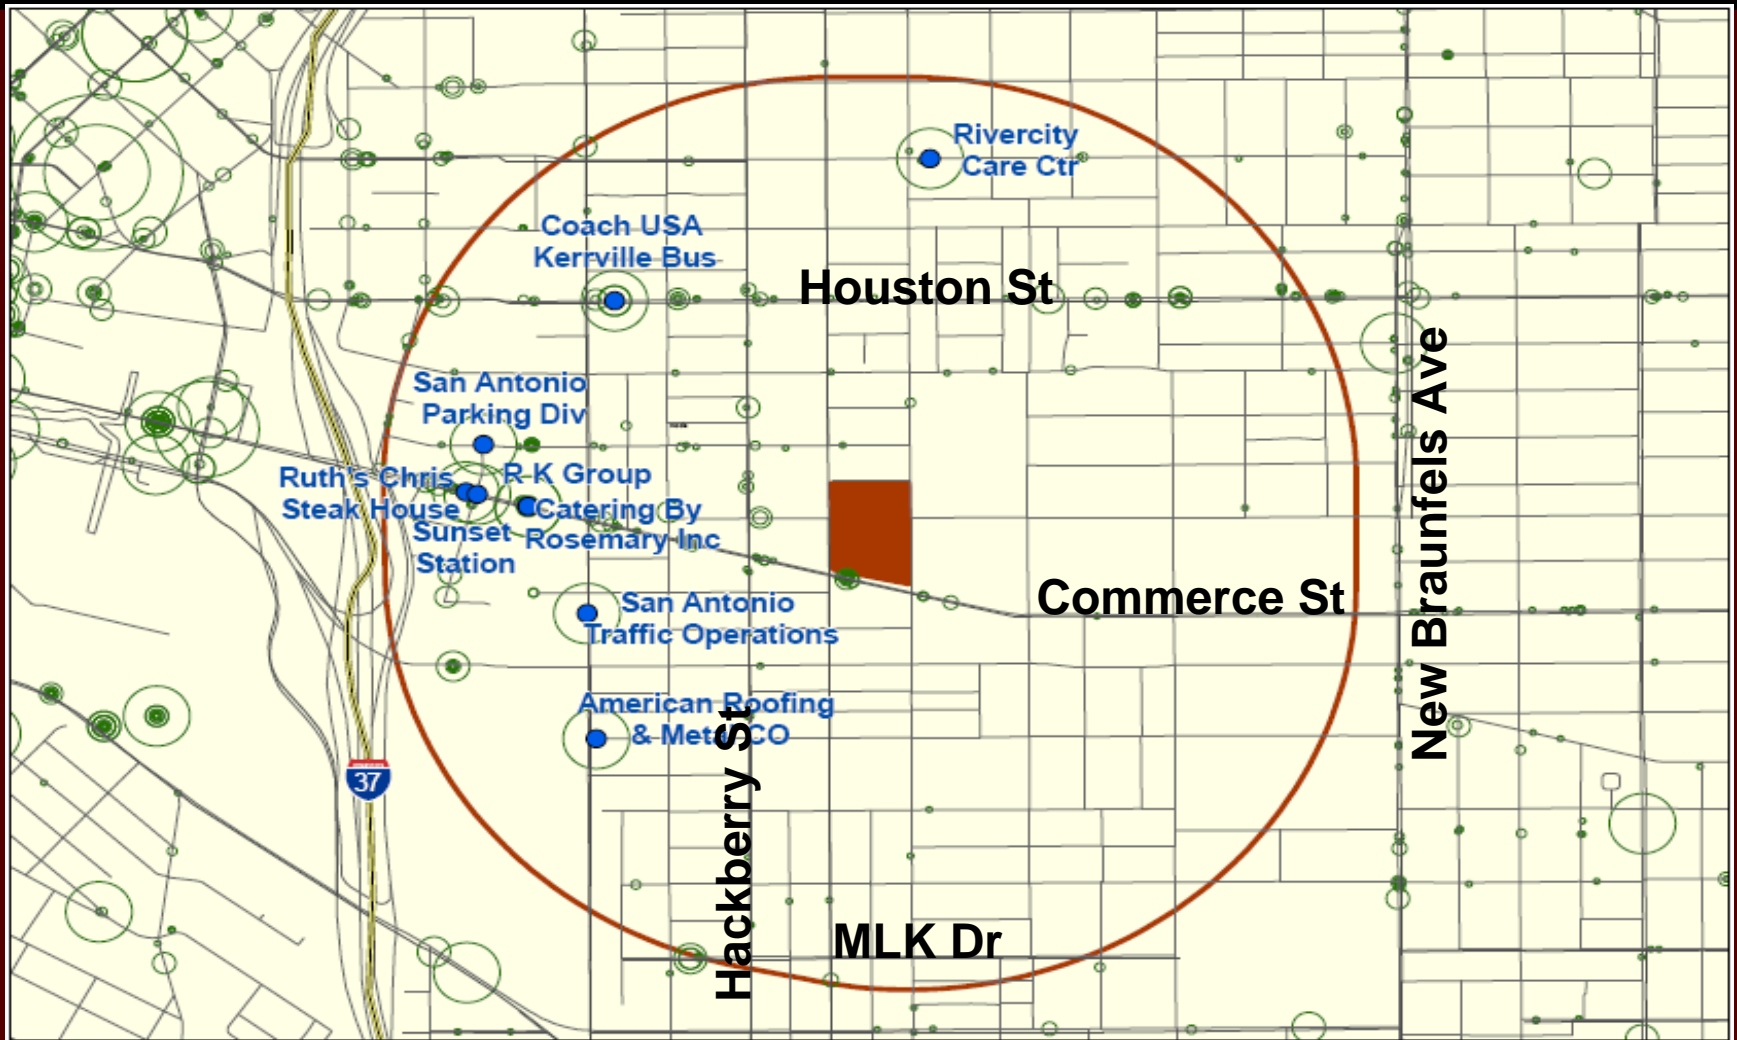 Rivercity
Care Ctr
Coach USA
Kerrville Bus
Houston St
San Antonio
Parking Div
Ruth's Chris
Steak House
R-K Group
Catering By
Rosemary Inc
Sunset
Station
San Antonio
Traffic Operations
Commerce St
New Braunfels Ave
American Roofing
& Metal CO
Hackberry St
37
MLK Dr